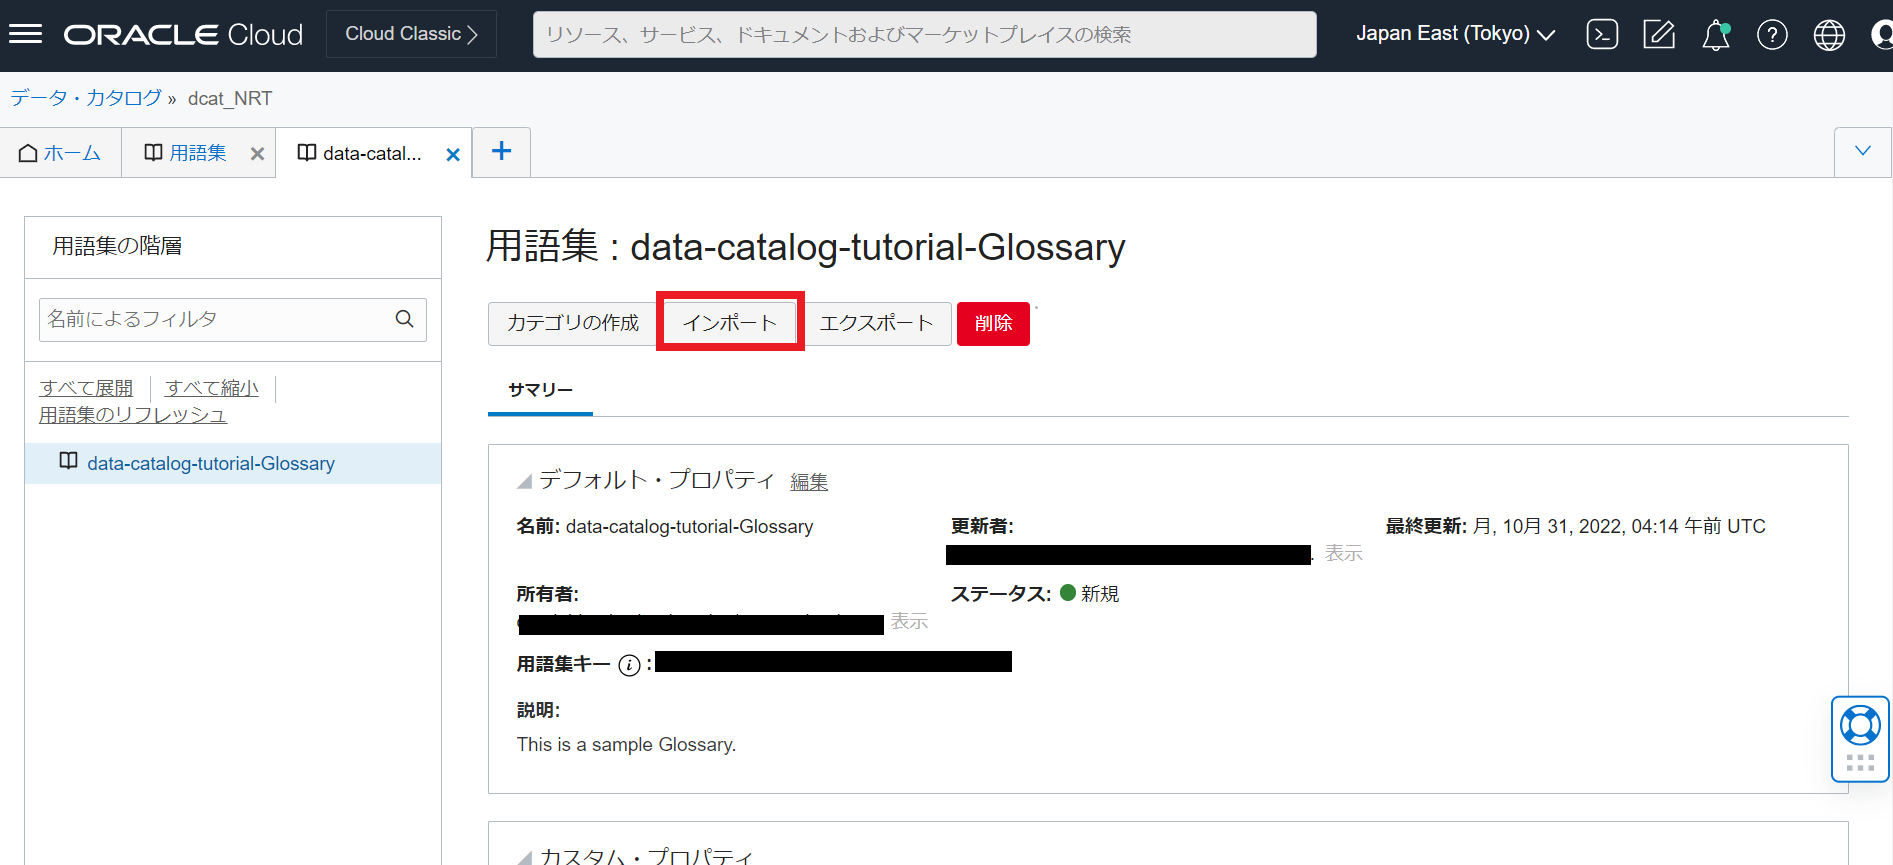 ORACLE Cloud
Cloud Classic
リソース、サービス、ドキュメントおよびマーケットプレイスの検索
Japan East (Tokyo)
データ・カタログ » dcat_NRT
ホーム
用語集
data-catal...
用語集の階層
名前によるフィルタ
すべて展開
すべて縮小
用語集のリフレッシュ
data-catalog-tutorial-Glossary
用語集 : data-catalog-tutorial-Glossary
カテゴリの作成
インポート
エクスポート
削除
サマリー
デフォルト・プロパティ 編集
名前: data-catalog-tutorial-Glossary
更新者:
表示
最終更新: 月, 10月 31, 2022, 04:14 午前 UTC
所有者:
表示
ステータス: 新規
用語集キー :
説明:
This is a sample Glossary.
カスタム・プロパティ